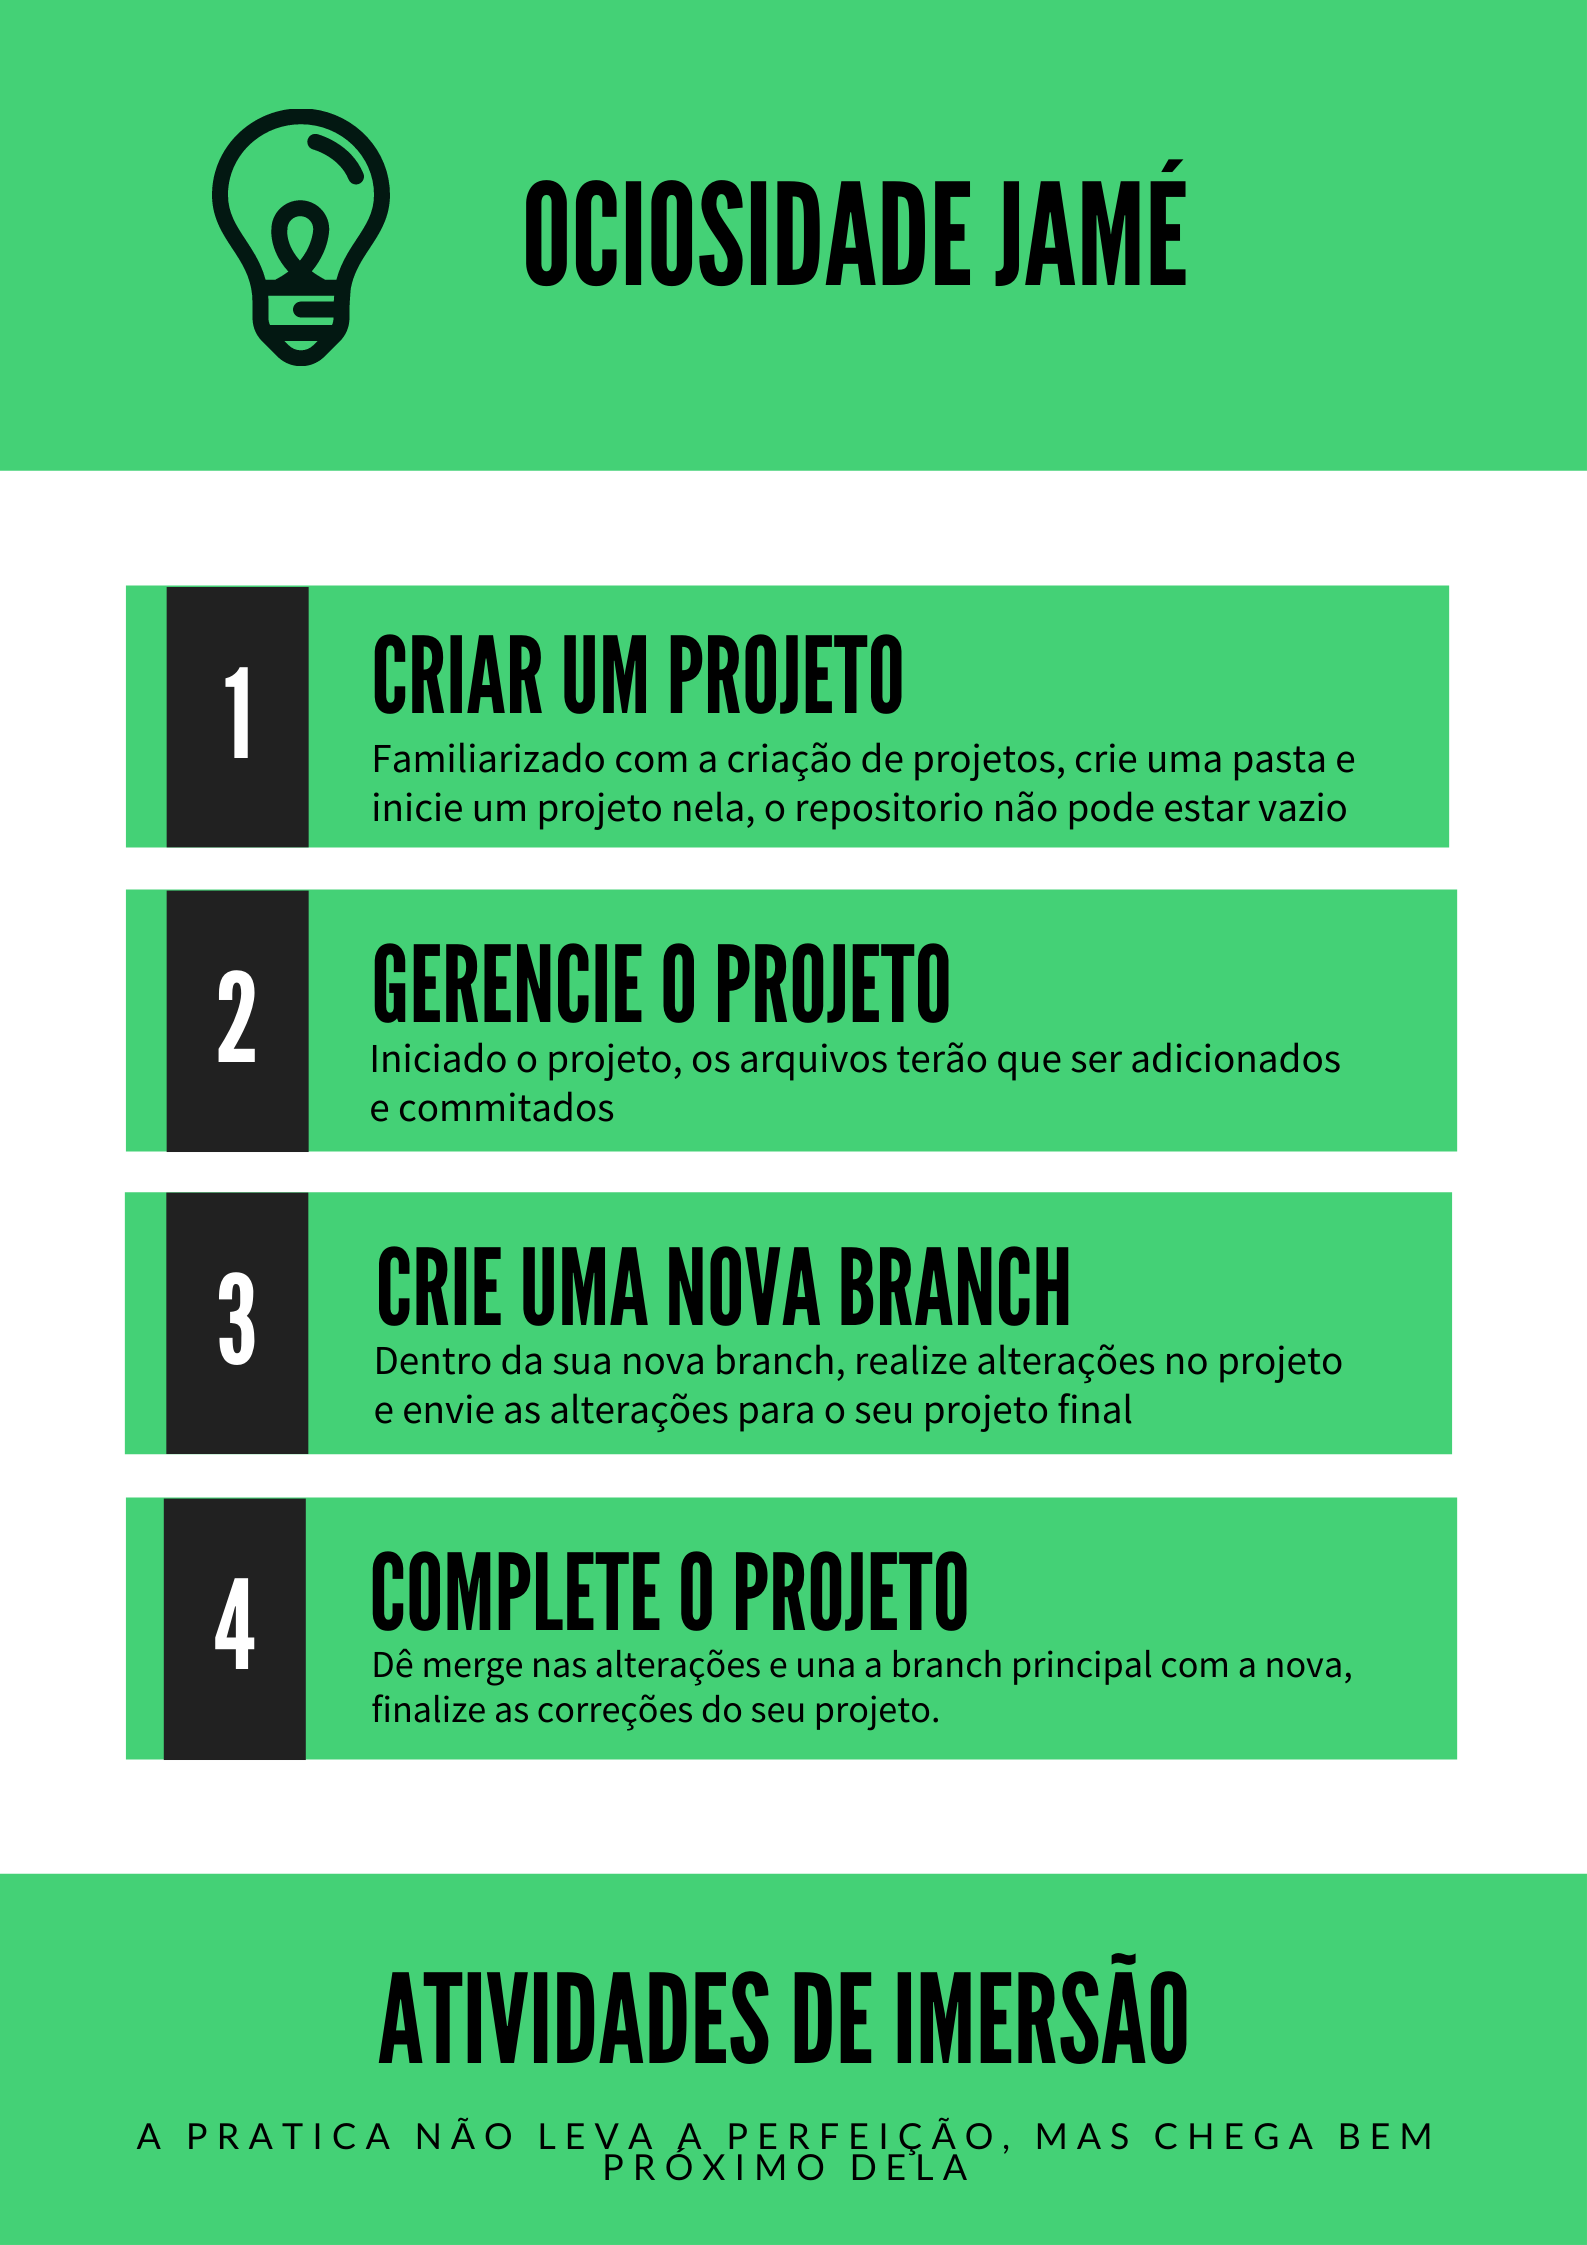 OCIOSIDADE JAMÉ
1
CRIAR UM PROJETO
Familiarizado com a criação de projetos, crie uma pasta e
inicie um projeto nela, o repositorio não pode estar vazio
2
GERENCIE O PROJETO
Iniciado o projeto, os arquivos terão que ser adicionados
e commitados
3
CRIE UMA NOVA BRANCH
Dentro da sua nova branch, realize alterações no projeto
e envie as alterações para o seu projeto final
4
COMPLETE O PROJETO
Dê merge nas alterações e una a branch principal com a nova,
finalize as correções do seu projeto.
ATIVIDADES DE IMERSÃO
A PRATICA NÃO LEVA A PERFEIÇÃO, MAS CHEGA BEM
PRÓXIMO DELA